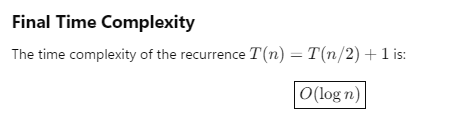 Final Time Complexity
The time complexity of the recurrence T(n) = T(n/2) + 1 is:
O(log n)